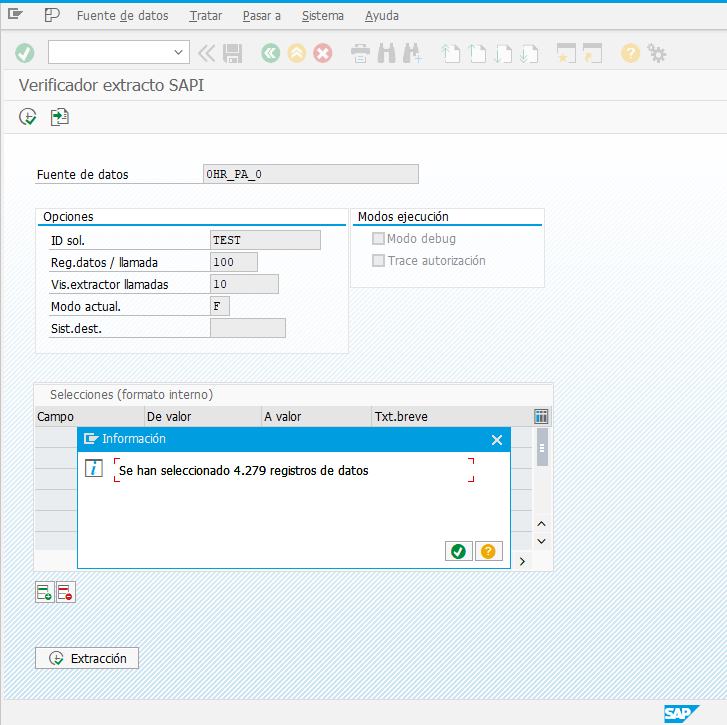 Fuente de datos Tratar Pasar a Sistema Ayuda
Verificador extracto SAPI
Fuente de datos 0HR_PA_0
Opciones
ID sol. TEST
Reg.datos / llamada 100
Vis.extractor llamadas 10
Modo actual. F
Sist.dest.
Modos ejecución
Modo debug
Trace autorización
Selecciones (formato interno)
Campo De valor A valor Txt.breve
Información
Se han seleccionado 4.279 registros de datos
Extracción
SAP